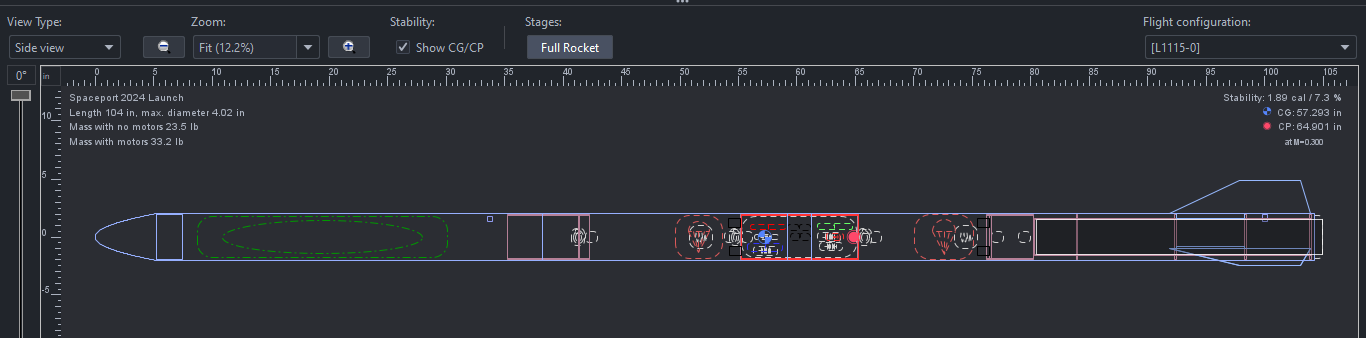 View Type:
Zoom:
Stability:
Stages:
Flight configuration:
Side view
Fit (12.2%)
Show CG/CP
Full Rocket
[L1115-0]
0°
in
0 5 10 15 20 25 30 35 40 45 50 55 60 65 70 75 80 85 90 95 100 105
Spaceport 2024 Launch
Length 104 in, max. diameter 4.02 in
Mass with no motors 23.5 lb
Mass with motors 33.2 lb
Stability: 1.89 cal / 7.3 %
CG: 57.293 in
CP: 64.901 in
at M=0.300
10
5
0
-5